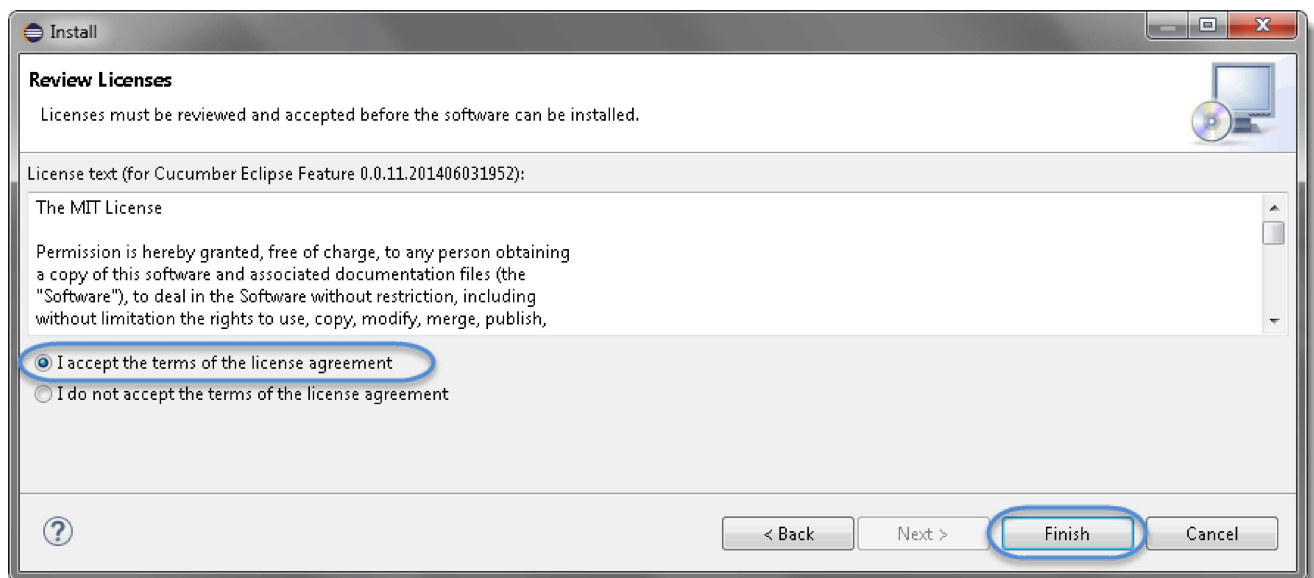 Install
Review Licenses
Licenses must be reviewed and accepted before the software can be installed.
License text (for Cucumber Eclipse Feature 0.0.11.201406031952):
The MIT License
Permission is hereby granted, free of charge, to any person obtaining
a copy of this software and associated documentation files (the
"Software"), to deal in the Software without restriction, including
without limitation the rights to use, copy, modify, merge, publish,
I accept the terms of the license agreement
I do not accept the terms of the license agreement
? < Back Next > Finish Cancel